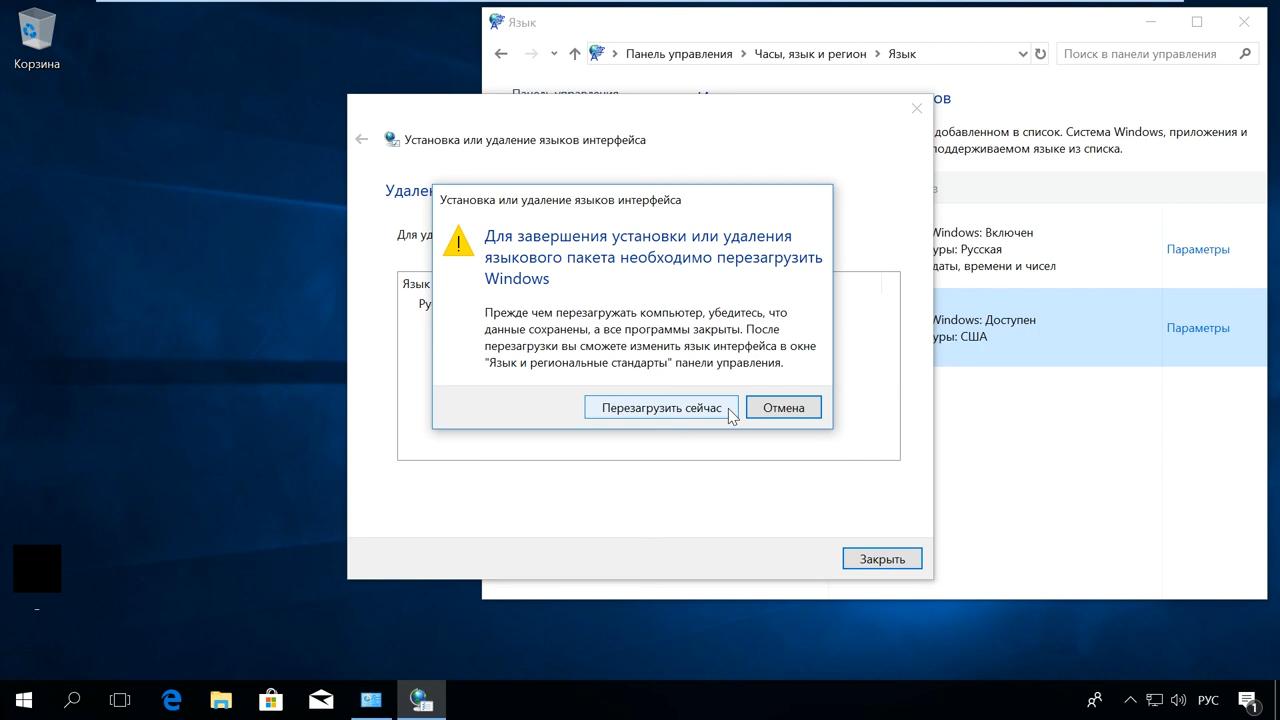 Корзина
Язык
Панель управления
Часы, язык и регион
Язык
Поиск в панели управления
ов
добавленном в список. Система Windows, приложения и
поддерживаемом языке из списка.
Windows: Включен
уры: Русская
даты, времени и чисел
Параметры
Windows: Доступен
уры: США
Параметры
Установка или удаление языков интерфейса
Удален
Для уд
Язык
Ру
Закрыть
Установка или удаление языков интерфейса
Для завершения установки или удаления
языкового пакета необходимо перезагрузить
Windows
Прежде чем перезагружать компьютер, убедитесь, что
данные сохранены, а все программы закрыты. После
перезагрузки вы сможете изменить язык интерфейса в окне
"Язык и региональные стандарты" панели управления.
Перезагрузить сейчас
Отмена
РУС
1